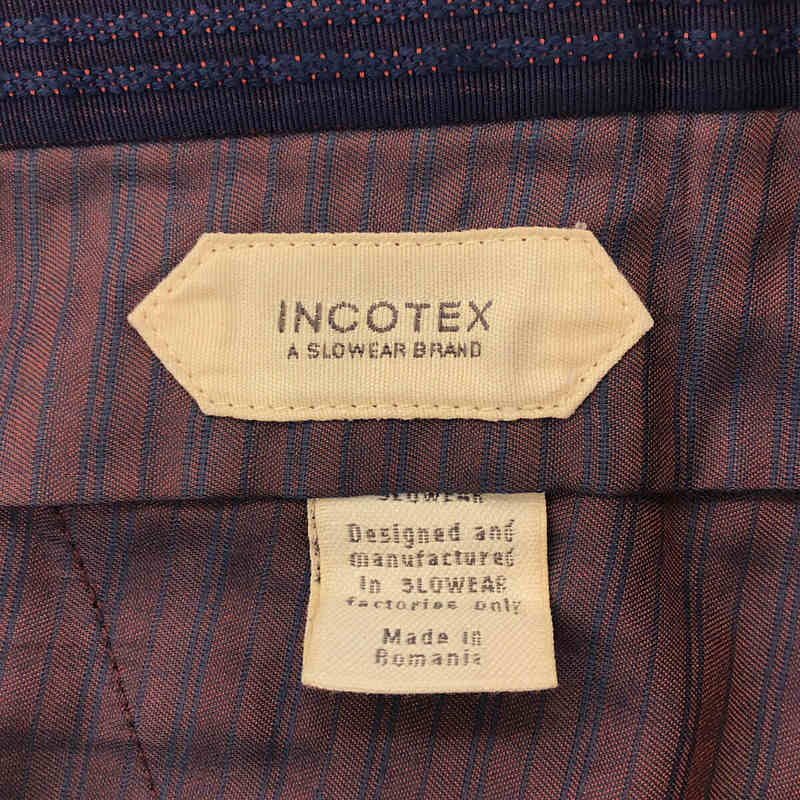 INCOTEX
A SLOWEAR BRAND
SLOWEAR
Designed and
manufactured
in SLOWEAR
factories only
Made in
Romania